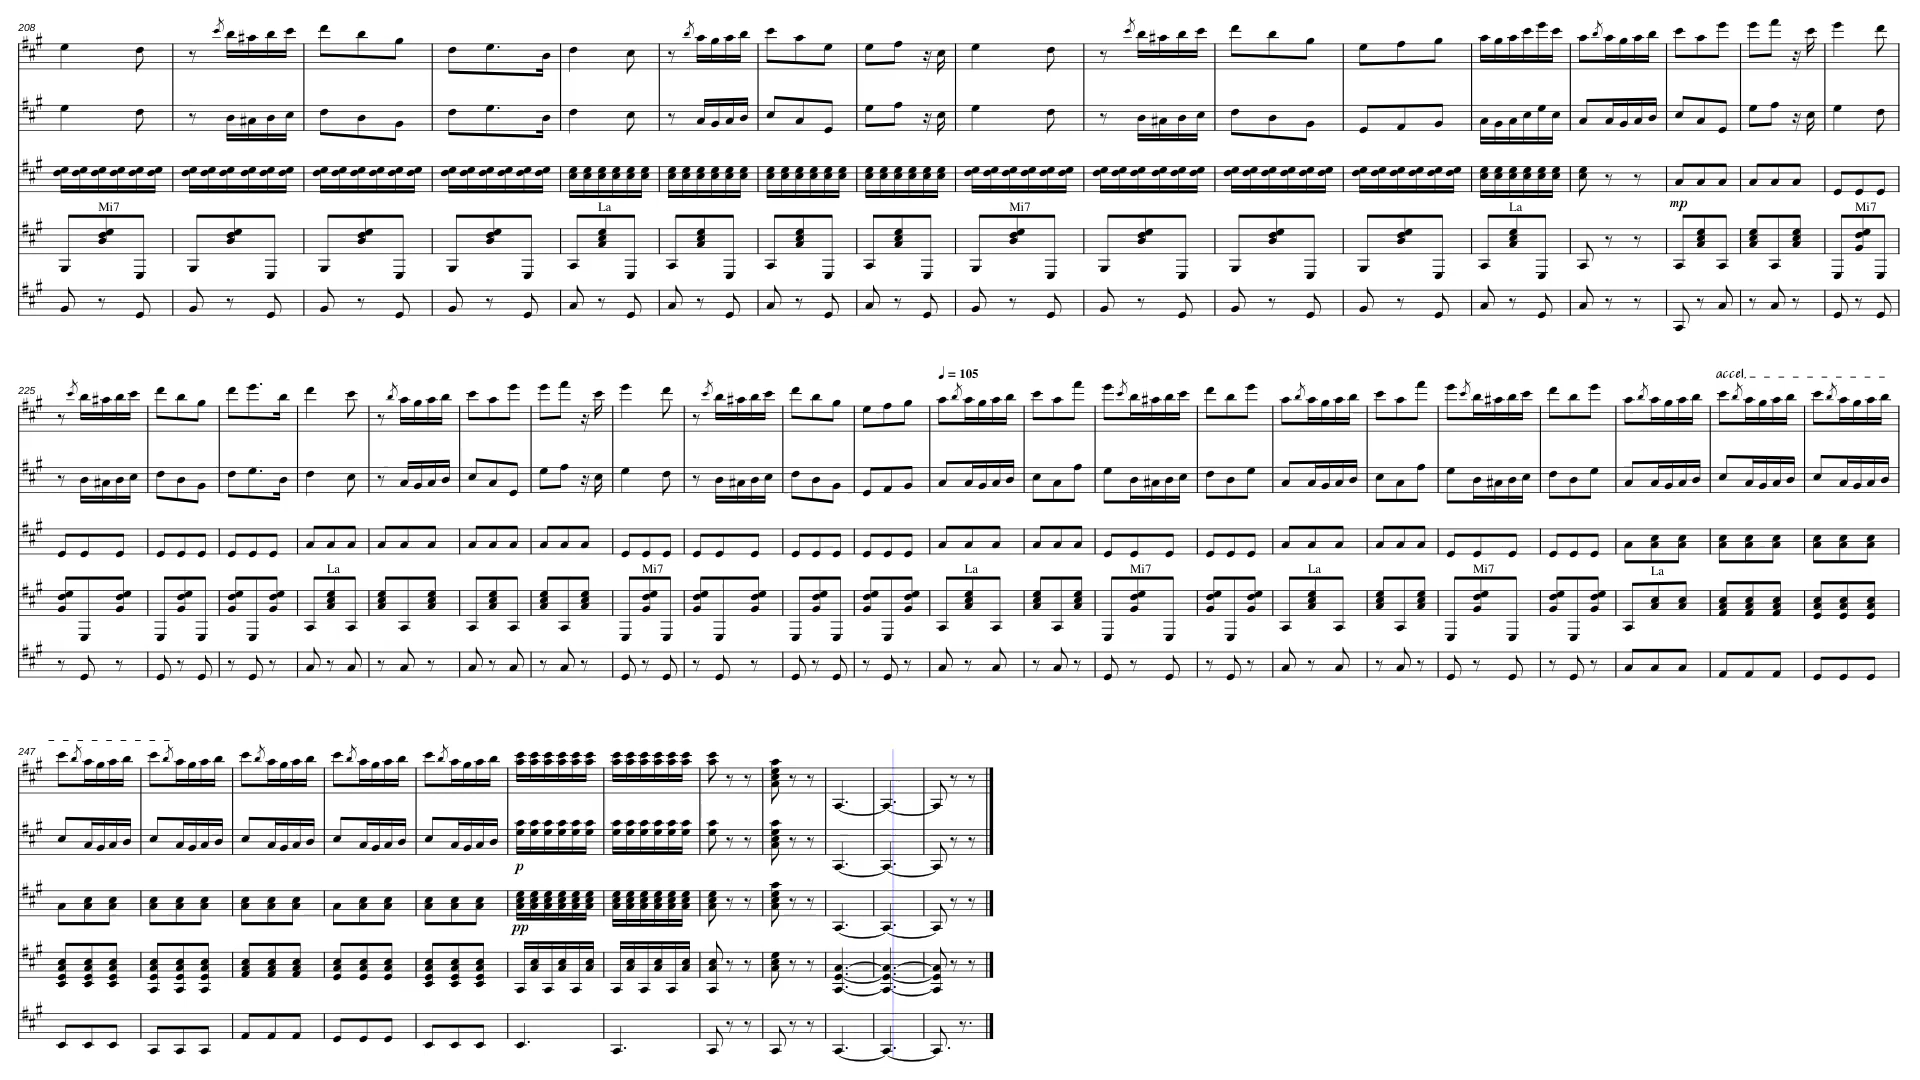 208
Mi7 La Mi7 La Mi7
mp
225
♩ = 105 accel.
La Mi7 La Mi7 La Mi7 La
247
p
pp